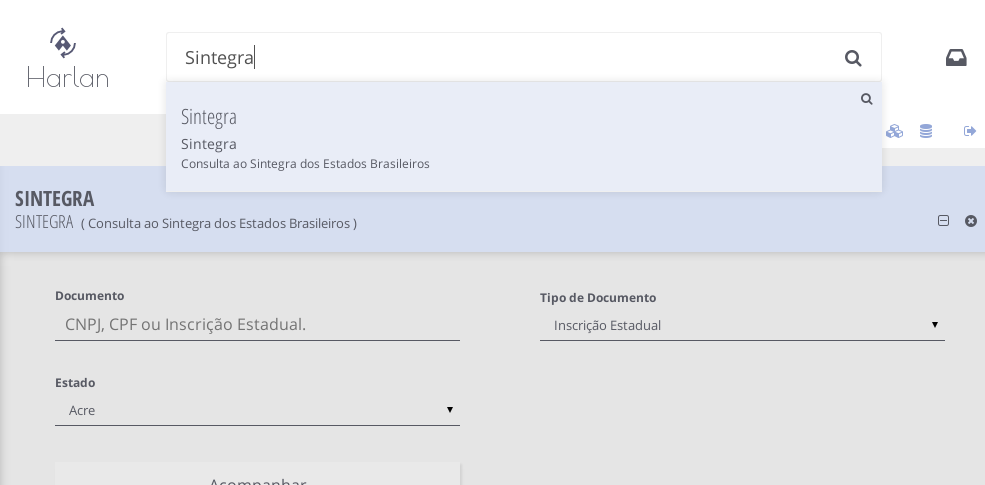 Harlan
Sintegra
Sintegra
Sintegra
Consulta ao Sintegra dos Estados Brasileiros
SINTEGRA
SINTEGRA ( Consulta ao Sintegra dos Estados Brasileiros )
Documento
CNPJ, CPF ou Inscrição Estadual.
Tipo de Documento
Inscrição Estadual
Estado
Acre
Acompanhar